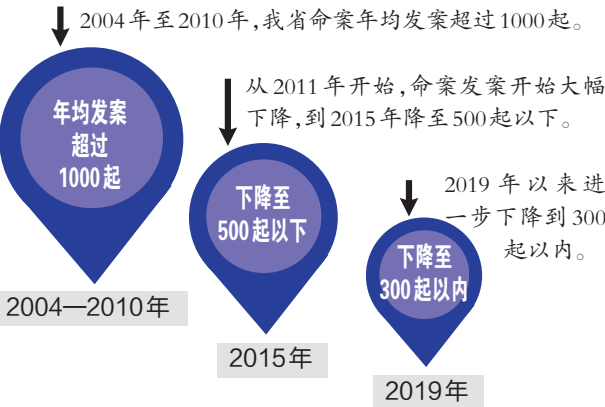 2004年至2010年,我省命案年均发案超过1000起。
年均发案
超过
1000起
2004—2010年
从2011年开始,命案发案开始大幅
下降,到2015年降至500起以下。
下降至
500起以下
2015年
2019年以来进
一步下降到300
起以内。
下降至
300起以内
2019年